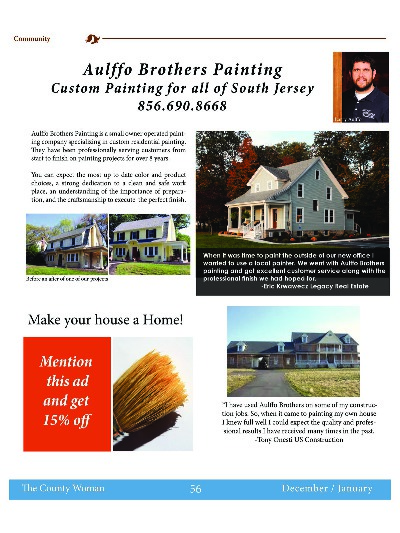 Community
Aulffo Brothers Painting
Custom Painting for all of South Jersey
856.690.8668
Aulffo Brothers Painting is a small owner operated paint-
ing company specializing in custom residential painting.
They have been professionally serving customers from
start to finish on painting projects for over 8 years.
You can expect the most up to date color and product
choices, a strong dedication to a clean and safe work
place, an understanding of the importance of prepara-
tion, and the craftsmanship to execute the perfect finish.
Before an after of one of our projects
When it was time to paint the outside of our new office I
wanted to use a local painter. We went with Aulffo Brothers
painting and got excellent customer service along with the
professional finish we had hoped for.
-Eric Krwawecz Legacy Real Estate
Make your house a Home!
Mention
this ad
and get
15% off
"I have used Aulffo Brothers on some of my construc-
tion jobs. So, when it came to painting my own house
I knew full well I could expect the quality and profes-
sional results I have received many times in the past.
-Tony Onesti US Construction
The County Woman
56
December / January